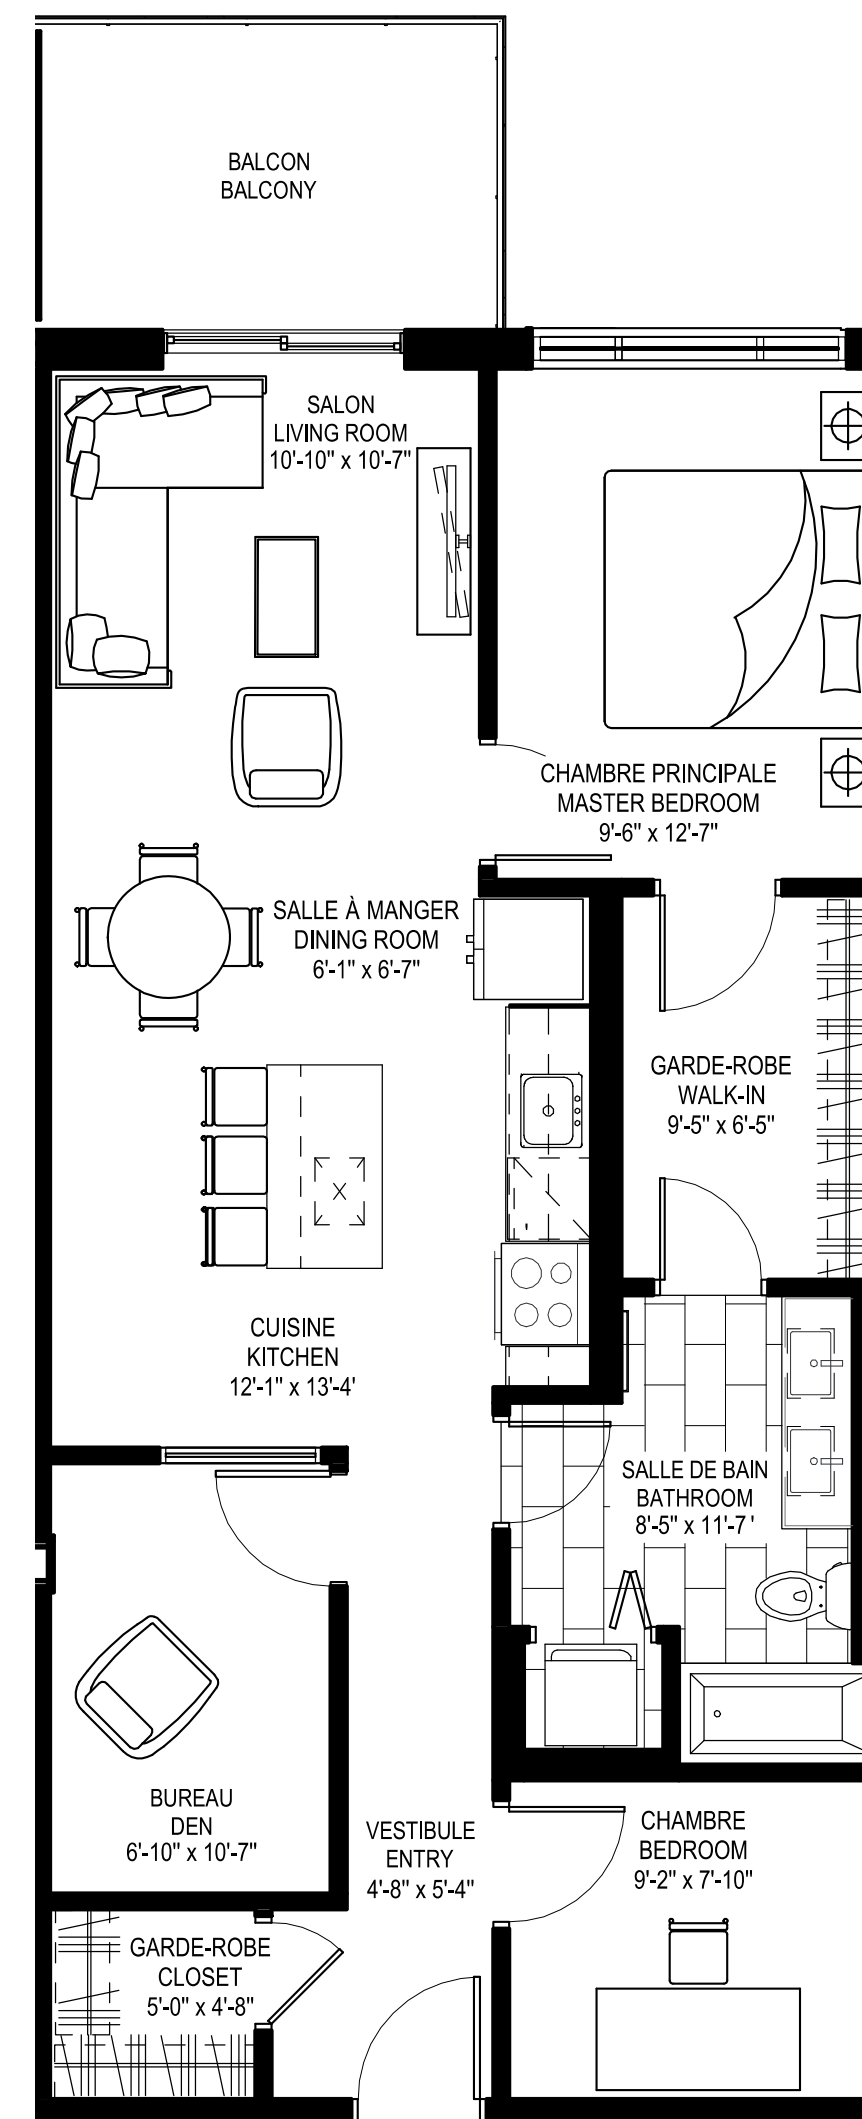 BALCON
BALCONY
SALON
LIVING ROOM
10'-10" x 10'-7"
CHAMBRE PRINCIPALE
MASTER BEDROOM
9'-6" x 12'-7"
SALLE À MANGER
DINING ROOM
6'-1" x 6'-7"
GARDE-ROBE
WALK-IN
9'-5" x 6'-5"
CUISINE
KITCHEN
12'-1" x 13'-4'
SALLE DE BAIN
BATHROOM
8'-5" x 11'-7'
BUREAU
DEN
6'-10" x 10'-7"
VESTIBULE
ENTRY
4'-8" x 5'-4"
CHAMBRE
BEDROOM
9'-2" x 7'-10"
GARDE-ROBE
CLOSET
5'-0" x 4'-8"